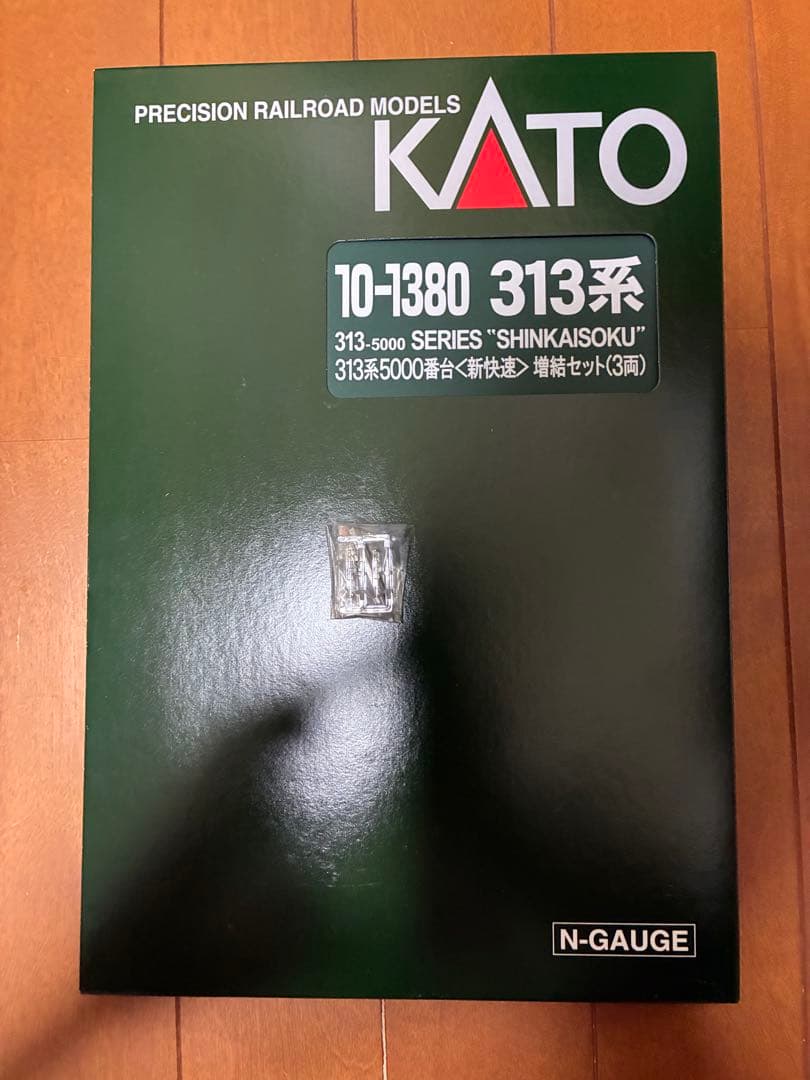 PRECISION RAILROAD MODELS
KATO
10-1380 313系
313-5000 SERIES "SHINKAISOKU"
313系5000番台<新快速> 増結セット(3両)
N-GAUGE